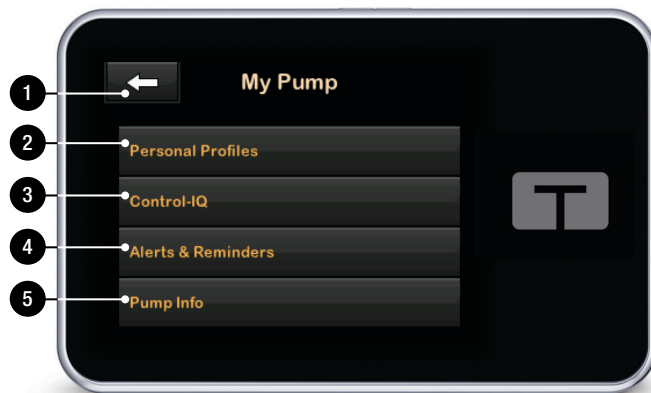 My Pump
1
2
Personal Profiles
3
Control-IQ
4
Alerts & Reminders
5
Pump Info
T